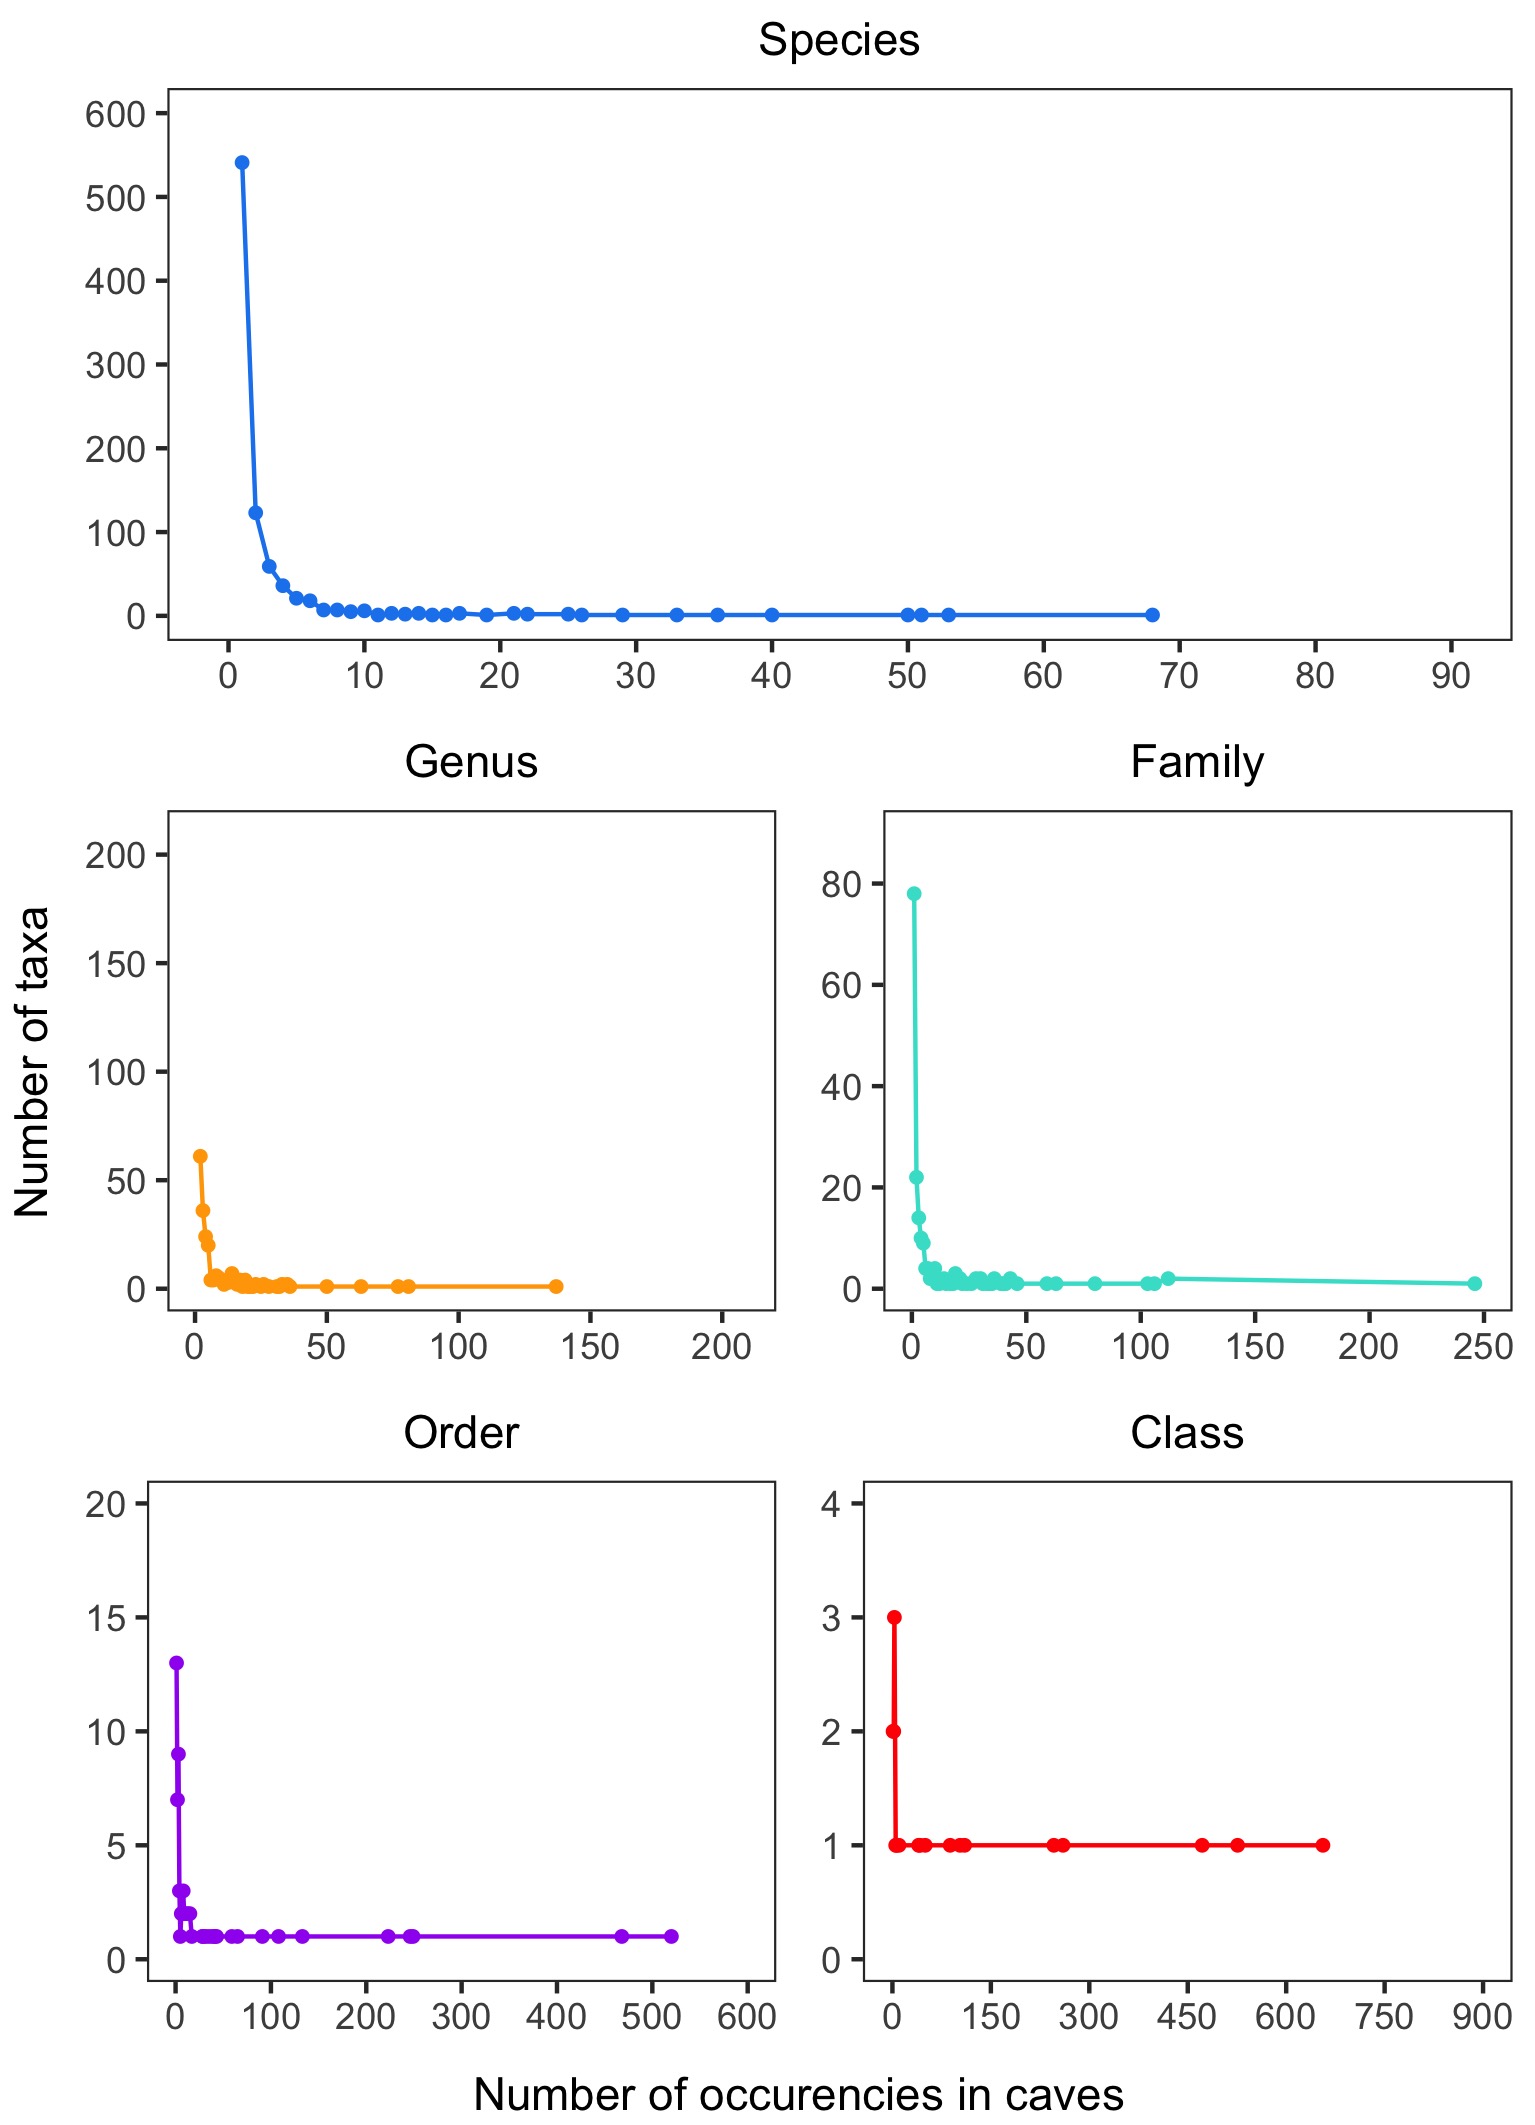 Species
600
500
400
300
200
100
0
0 10 20 30 40 50 60 70 80 90
Genus
200
150
100
50
0
0 50 100 150 200
Family
80
60
40
20
0
0 50 100 150 200 250
Number of taxa
Order
20
15
10
5
0
0 100 200 300 400 500 600
Class
4
3
2
1
0
0 150 300 450 600 750 900
Number of occurencies in caves